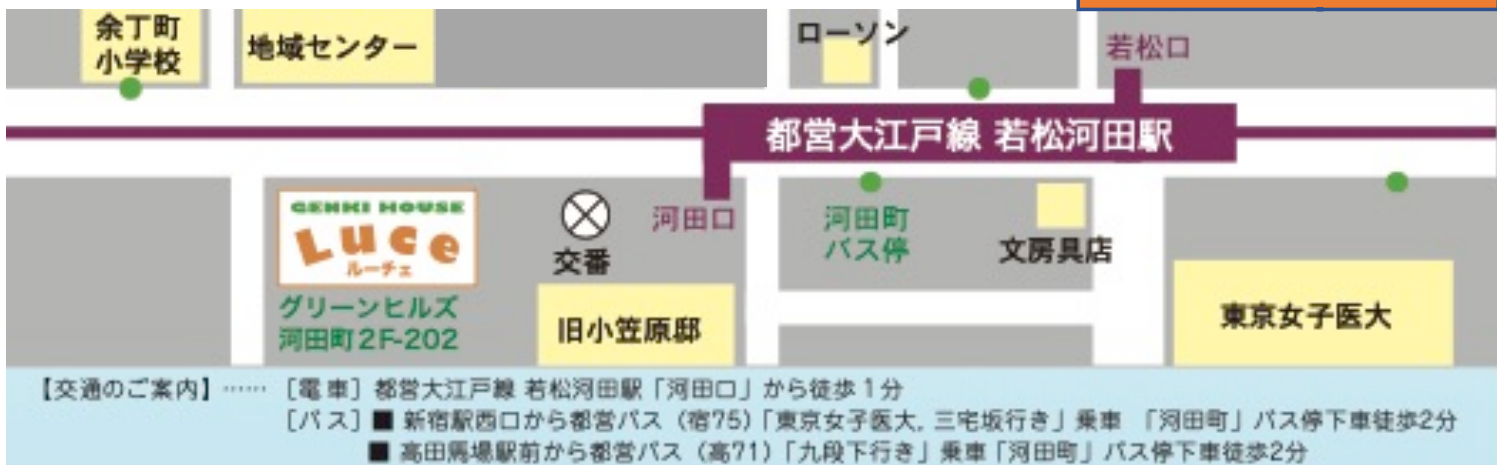 余丁町
小学校
地域センター
ローソン
若松口
都営大江戸線 若松河田駅
GENKI HOUSE
Luce
ルーチェ
グリーンヒルズ
河田町2F-202
交番
河田口
旧小笠原邸
河田町
バス停
文房具店
東京女子医大
【交通のご案内】…… [電車] 都営大江戸線 若松河田駅「河田口」から徒歩1分
[バス] ■ 新宿駅西口から都営バス（宿75）「東京女子医大, 三宅坂行き」乗車 「河田町」バス停下車徒歩2分
■ 高田馬場駅前から都営バス（高71）「九段下行き」乗車「河田町」バス停下車徒歩2分